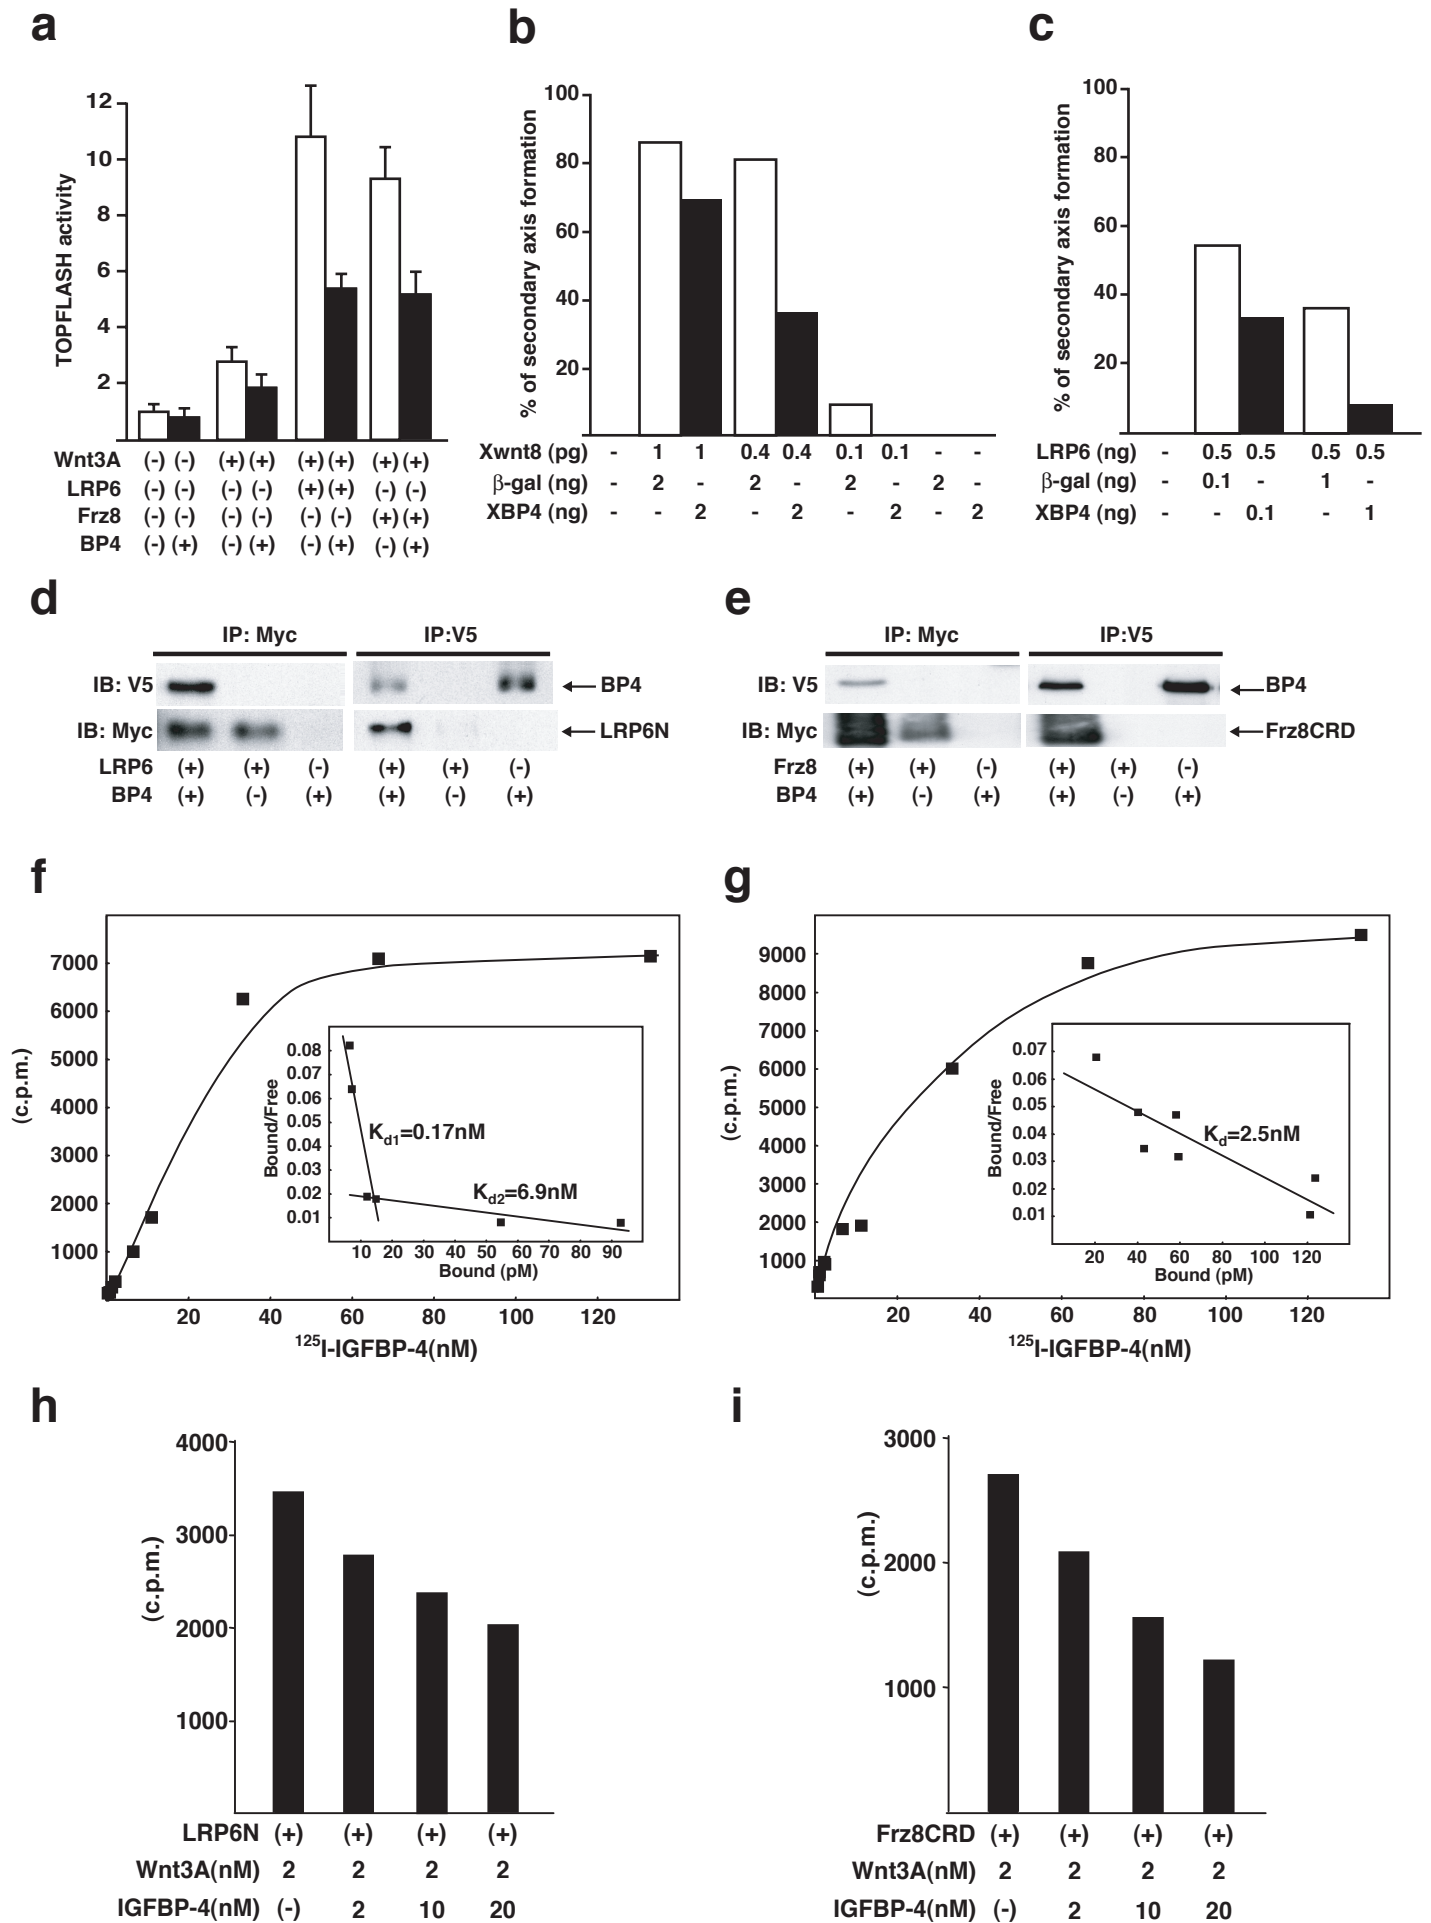 a
TOPFLASH activity
12
10
8
6
4
2
Wnt3A (-) (-) (+) (+) (+) (+) (+) (+)
LRP6 (-) (-) (-) (-) (+) (+) (-) (-)
Frz8 (-) (-) (-) (-) (-) (-) (+) (+)
BP4 (-) (+) (-) (+) (-) (+) (-) (+)
b
% of secondary axis formation
100
80
60
40
20
Xwnt8 (pg) - 1 1 0.4 0.4 0.1 0.1 - -
β-gal (ng) - 2 - 2 - 2 - 2 -
XBP4 (ng) - - 2 - 2 - 2 - 2
c
% of secondary axis formation
100
80
60
40
20
LRP6 (ng) - 0.5 0.5 0.5 0.5
β-gal (ng) - 0.1 - 1 -
XBP4 (ng) - - 0.1 - 1
d
IP: Myc IP:V5
IB: V5 BP4
IB: Myc LRP6N
LRP6 (+) (+) (-) (+) (+) (-)
BP4 (+) (-) (+) (+) (-) (+)
e
IP: Myc IP:V5
IB: V5 BP4
IB: Myc Frz8CRD
Frz8 (+) (+) (-) (+) (+) (-)
BP4 (+) (-) (+) (+) (-) (+)
f
(c.p.m.)
7000
6000
5000
4000
3000
2000
1000
20 40 60 80 100 120
125I-IGFBP-4(nM)
Bound/Free
0.08
0.07
0.06
0.05
0.04
0.03
0.02
0.01
Kd1=0.17nM
Kd2=6.9nM
10 20 30 40 50 60 70 80 90
Bound (pM)
g
(c.p.m.)
9000
8000
7000
6000
5000
4000
3000
2000
1000
20 40 60 80 100 120
125I-IGFBP-4(nM)
Bound/Free
0.07
0.06
0.05
0.04
0.03
0.02
0.01
Kd=2.5nM
20 40 60 80 100 120
Bound (pM)
h
(c.p.m.)
4000
3000
2000
1000
LRP6N (+) (+) (+) (+)
Wnt3A(nM) 2 2 2 2
IGFBP-4(nM) (-) 2 10 20
i
(c.p.m.)
3000
2000
1000
Frz8CRD (+) (+) (+) (+)
Wnt3A(nM) 2 2 2 2
IGFBP-4(nM) (-) 2 10 20